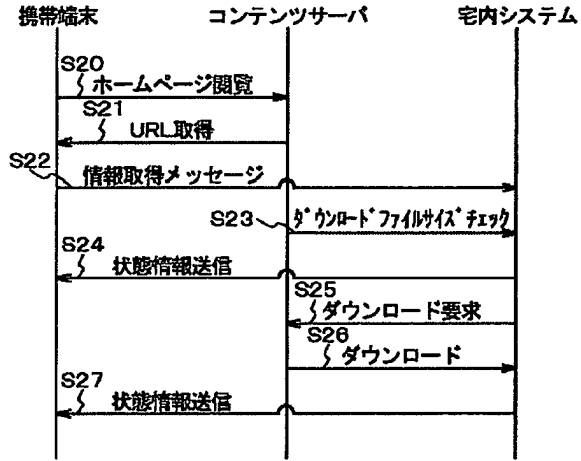 携帯端末 コンテンツサーバ 宅内システム
S20
ホームページ閲覧
S21
URL取得
S22
情報取得メッセージ
S23 ﾀﾞｳﾝﾛｰﾄﾞﾌｧｲﾙｻｲｽﾞﾁｪｯｸ
S24
状態情報送信
S25
ダウンロード要求
S26
ダウンロード
S27
状態情報送信